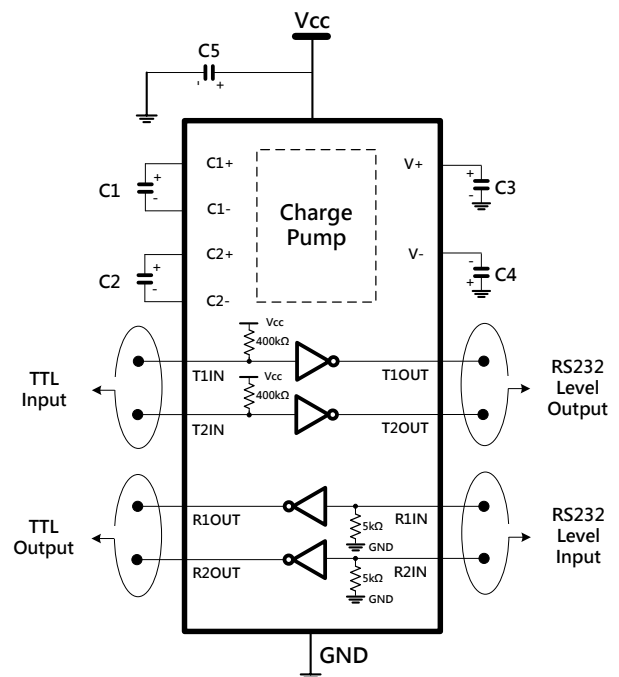 Vcc
C5
- +
C1+ V+
C1 + - C1- + - C3
Charge
Pump
C2+ V-
C2 + - C2- - + C4
Vcc
400kΩ
TTL
Input
T1IN T1OUT
Vcc
400kΩ
T2IN T2OUT
RS232
Level
Output
TTL
Output
R1OUT R1IN
5kΩ
GND
R2OUT R2IN
5kΩ
GND
RS232
Level
Input
GND